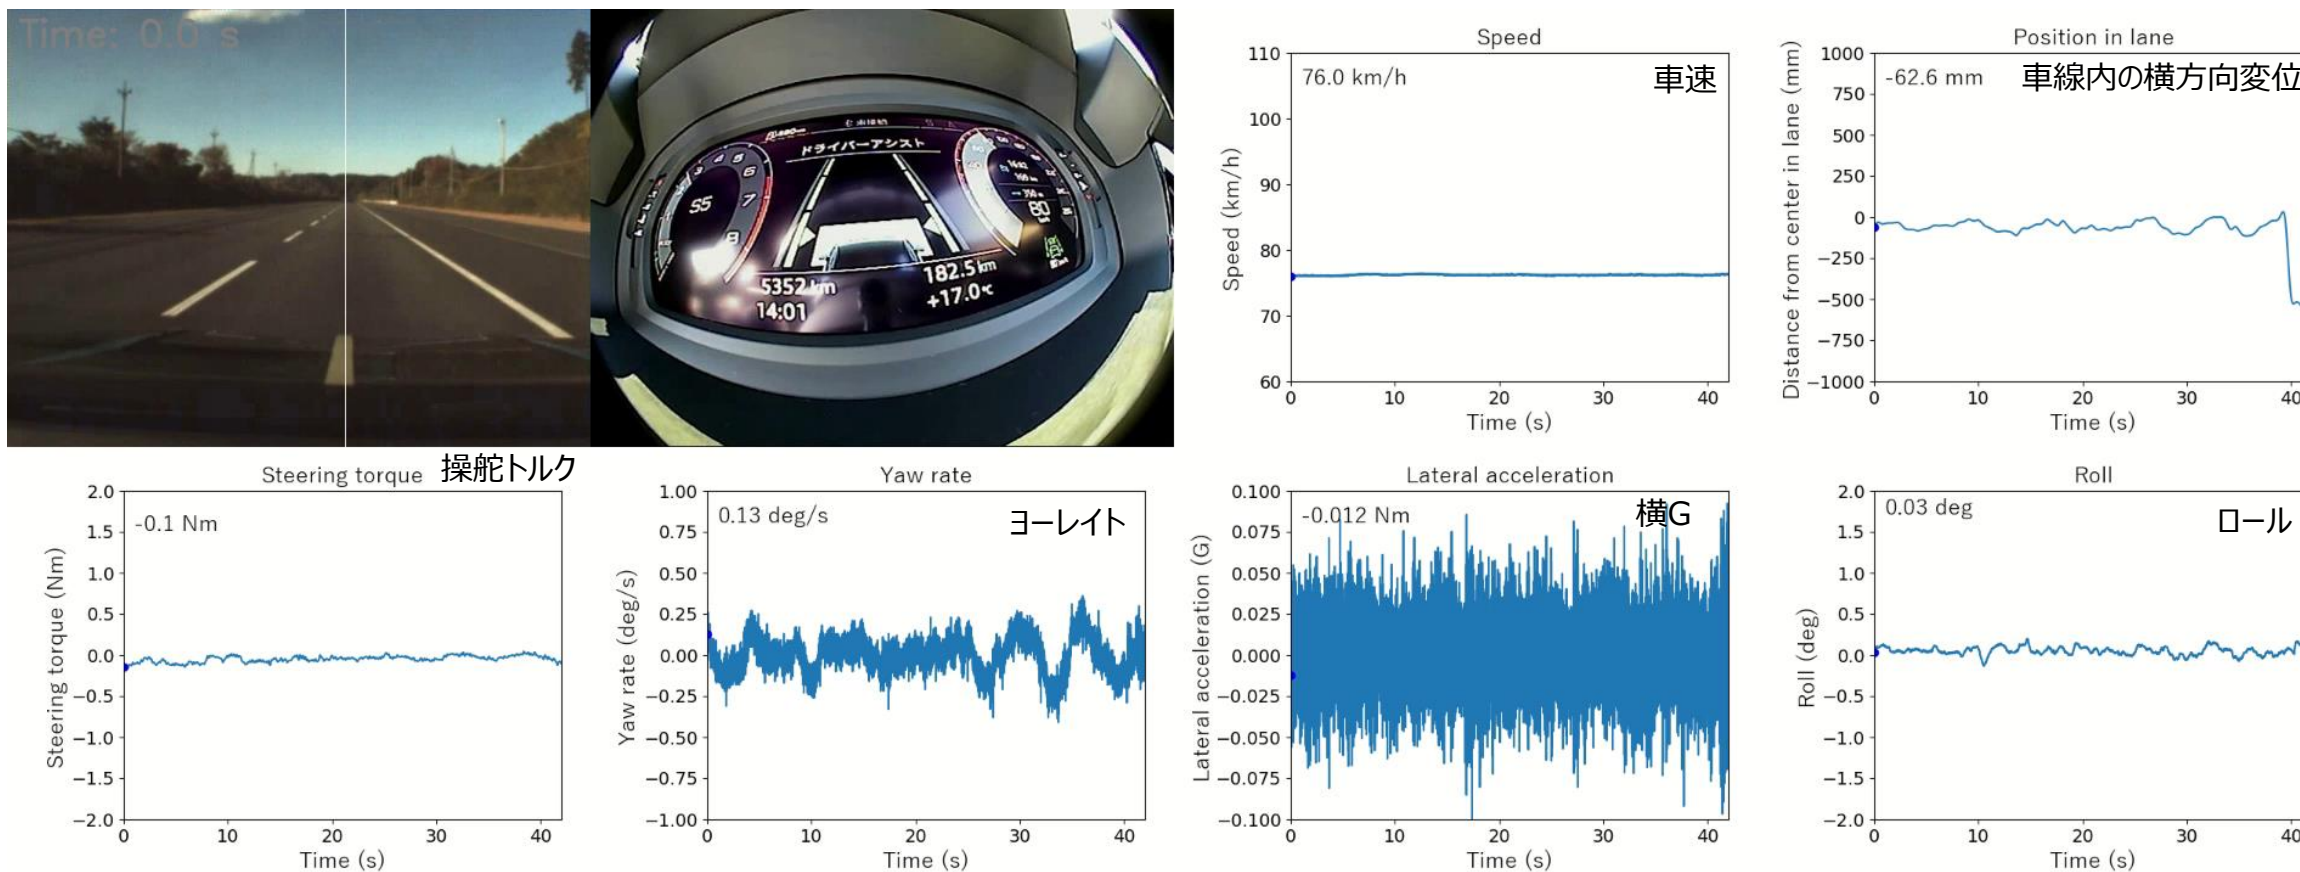 Time: 0.0 s
ドライバーアシスト
3
4
5
6
7
8
S5
80
5352 km
182.5 km
14:01
+17.0℃
Speed
車速
76.0 km/h
110
100
90
80
70
60
Speed (km/h)
0 10 20 30 40
Time (s)
Position in lane
車線内の横方向変位
-62.6 mm
1000
750
500
250
0
−250
−500
−750
−1000
Distance from center in lane (mm)
0 10 20 30 40
Time (s)
Steering torque
操舵トルク
-0.1 Nm
2.0
1.5
1.0
0.5
0.0
−0.5
−1.0
−1.5
−2.0
Steering torque (Nm)
0 10 20 30 40
Time (s)
Yaw rate
ヨーレイト
0.13 deg/s
1.00
0.75
0.50
0.25
0.00
−0.25
−0.50
−0.75
−1.00
Yaw rate (deg/s)
0 10 20 30 40
Time (s)
Lateral acceleration
横G
-0.012 Nm
0.100
0.075
0.050
0.025
0.000
−0.025
−0.050
−0.075
−0.100
Lateral acceleration (G)
0 10 20 30 40
Time (s)
Roll
ロール
0.03 deg
2.0
1.5
1.0
0.5
0.0
−0.5
−1.0
−1.5
−2.0
Roll (deg)
0 10 20 30 40
Time (s)